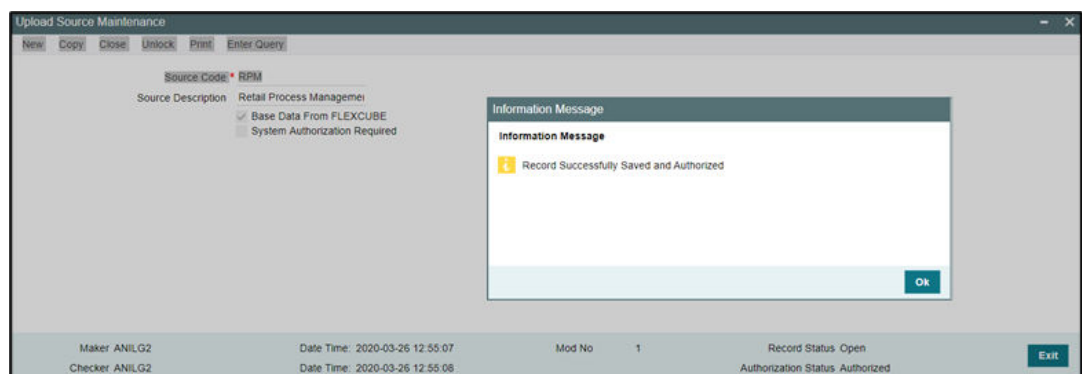 Upload Source Maintenance
New Copy Close Unlock Print Enter Query
Source Code * RPM
Source Description Retail Process Managemei
Base Data From FLEXCUBE
System Authorization Required
Information Message
Information Message
Record Successfully Saved and Authorized
Ok
Maker ANILG2 Date Time: 2020-03-26 12:55:07 Mod No 1 Record Status Open
Checker ANILG2 Date Time: 2020-03-26 12:55:08 Authorization Status Authorized
Exit